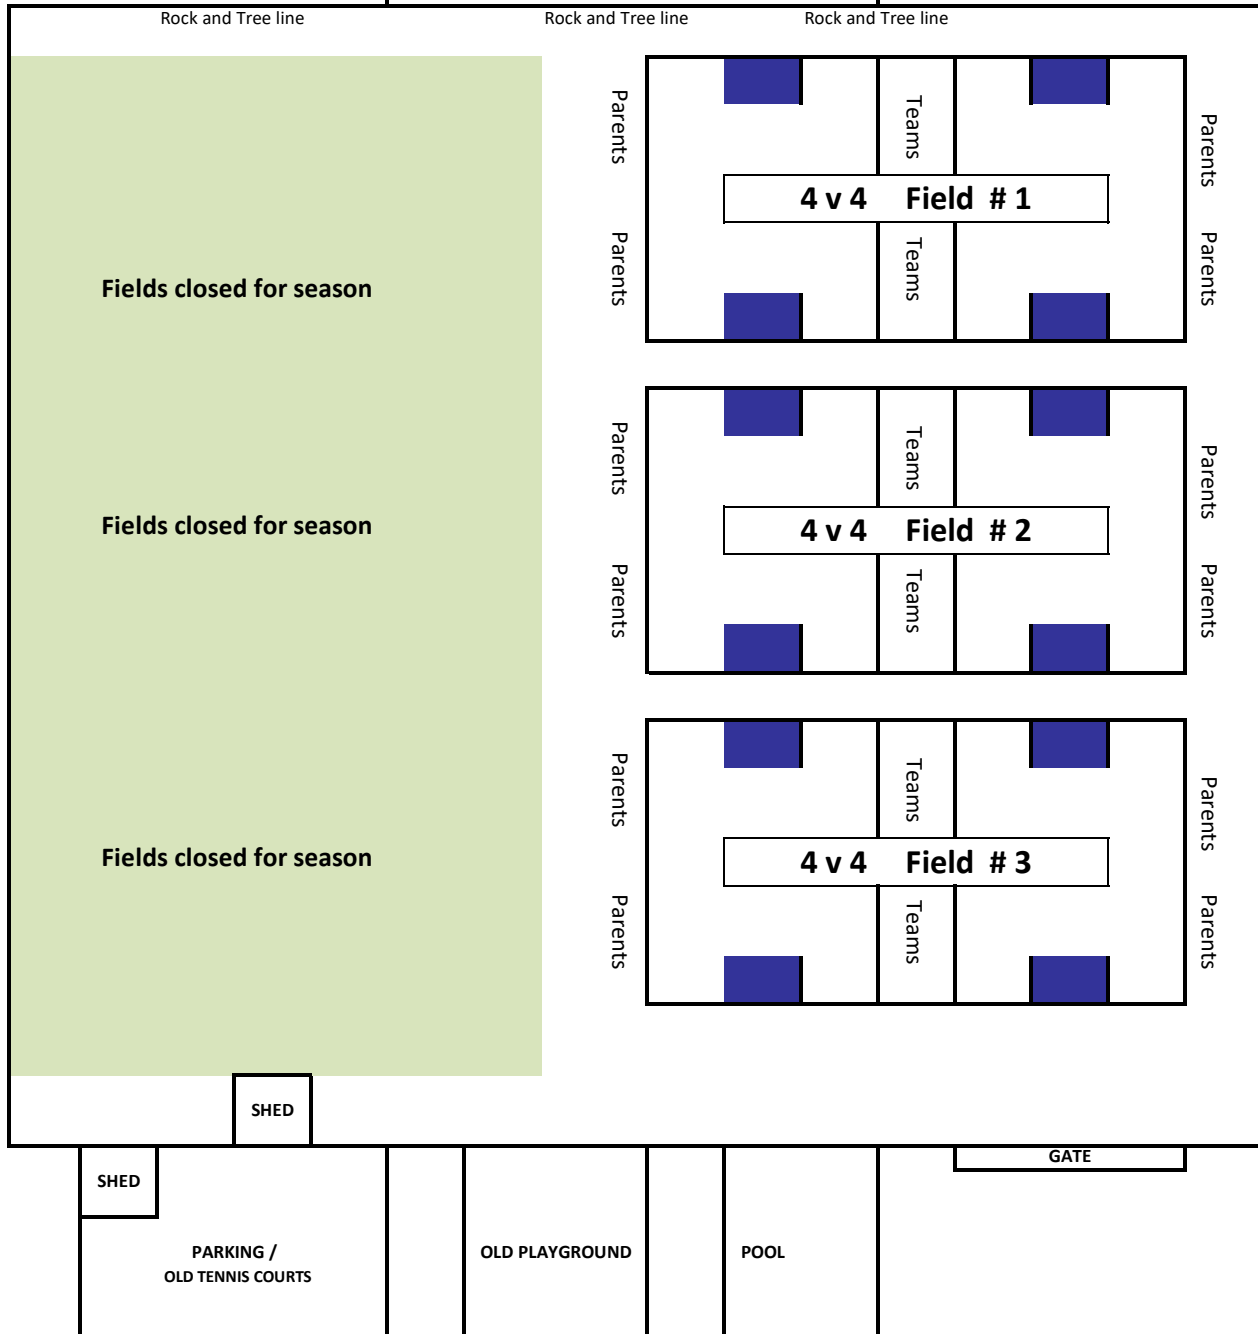 Rock and Tree line
Rock and Tree line
Rock and Tree line
Parents
Teams
Parents
4 v 4 Field # 1
Parents
Teams
Parents
Fields closed for season
Parents
Teams
Parents
Fields closed for season
4 v 4 Field # 2
Parents
Teams
Parents
Parents
Teams
Parents
Fields closed for season
4 v 4 Field # 3
Parents
Teams
Parents
SHED
GATE
SHED
PARKING /
OLD TENNIS COURTS
OLD PLAYGROUND
POOL